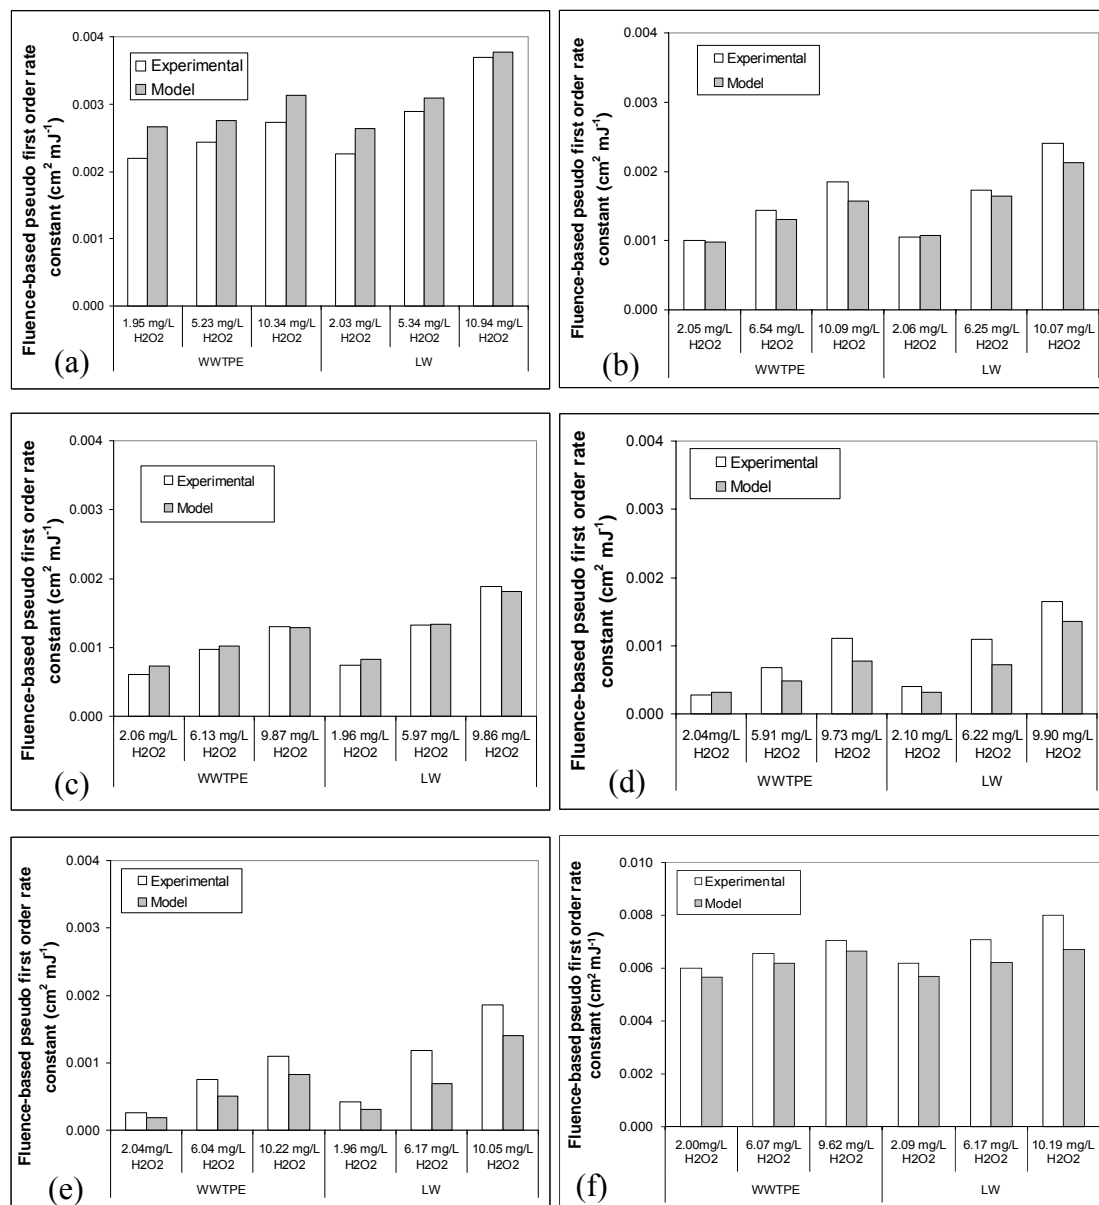 Fluence-based pseudo first order rate
constant (cm² mJ⁻¹)
0.004
0.003
0.002
0.001
0.000
Experimental
Model
1.95 mg/L
H2O2
5.23 mg/L
H2O2
10.34 mg/L
H2O2
2.03 mg/L
H2O2
5.34 mg/L
H2O2
10.94 mg/L
H2O2
WWTPE
LW
(a)
Fluence-based pseudo first order rate
constant (cm² mJ⁻¹)
0.004
0.003
0.002
0.001
0.000
Experimental
Model
2.05 mg/L
H2O2
6.54 mg/L
H2O2
10.09 mg/L
H2O2
2.06 mg/L
H2O2
6.25 mg/L
H2O2
10.07 mg/L
H2O2
WWTPE
LW
(b)
Fluence-based pseudo first order rate
constant (cm² mJ⁻¹)
0.004
0.003
0.002
0.001
0.000
Experimental
Model
2.06 mg/L
H2O2
6.13 mg/L
H2O2
9.87 mg/L
H2O2
1.96 mg/L
H2O2
5.97 mg/L
H2O2
9.86 mg/L
H2O2
WWTPE
LW
(c)
Fluence-based pseudo first order rate
constant (cm² mJ⁻¹)
0.004
0.003
0.002
0.001
0.000
Experimental
Model
2.04mg/L
H2O2
5.91 mg/L
H2O2
9.73 mg/L
H2O2
2.10 mg/L
H2O2
6.22 mg/L
H2O2
9.90 mg/L
H2O2
WWTPE
LW
(d)
Fluence-based pseudo first order rate
constant (cm² mJ⁻¹)
0.004
0.003
0.002
0.001
0.000
Experimental
Model
2.04mg/L
H2O2
6.04 mg/L
H2O2
10.22 mg/L
H2O2
1.96 mg/L
H2O2
6.17 mg/L
H2O2
10.05 mg/L
H2O2
WWTPE
LW
(e)
Fluence-based pseudo first order rate
constant (cm² mJ⁻¹)
0.010
0.008
0.006
0.004
0.002
0.000
Experimental
Model
2.00mg/L
H2O2
6.07 mg/L
H2O2
9.62 mg/L
H2O2
2.09 mg/L
H2O2
6.17 mg/L
H2O2
10.19 mg/L
H2O2
WWTPE
LW
(f)